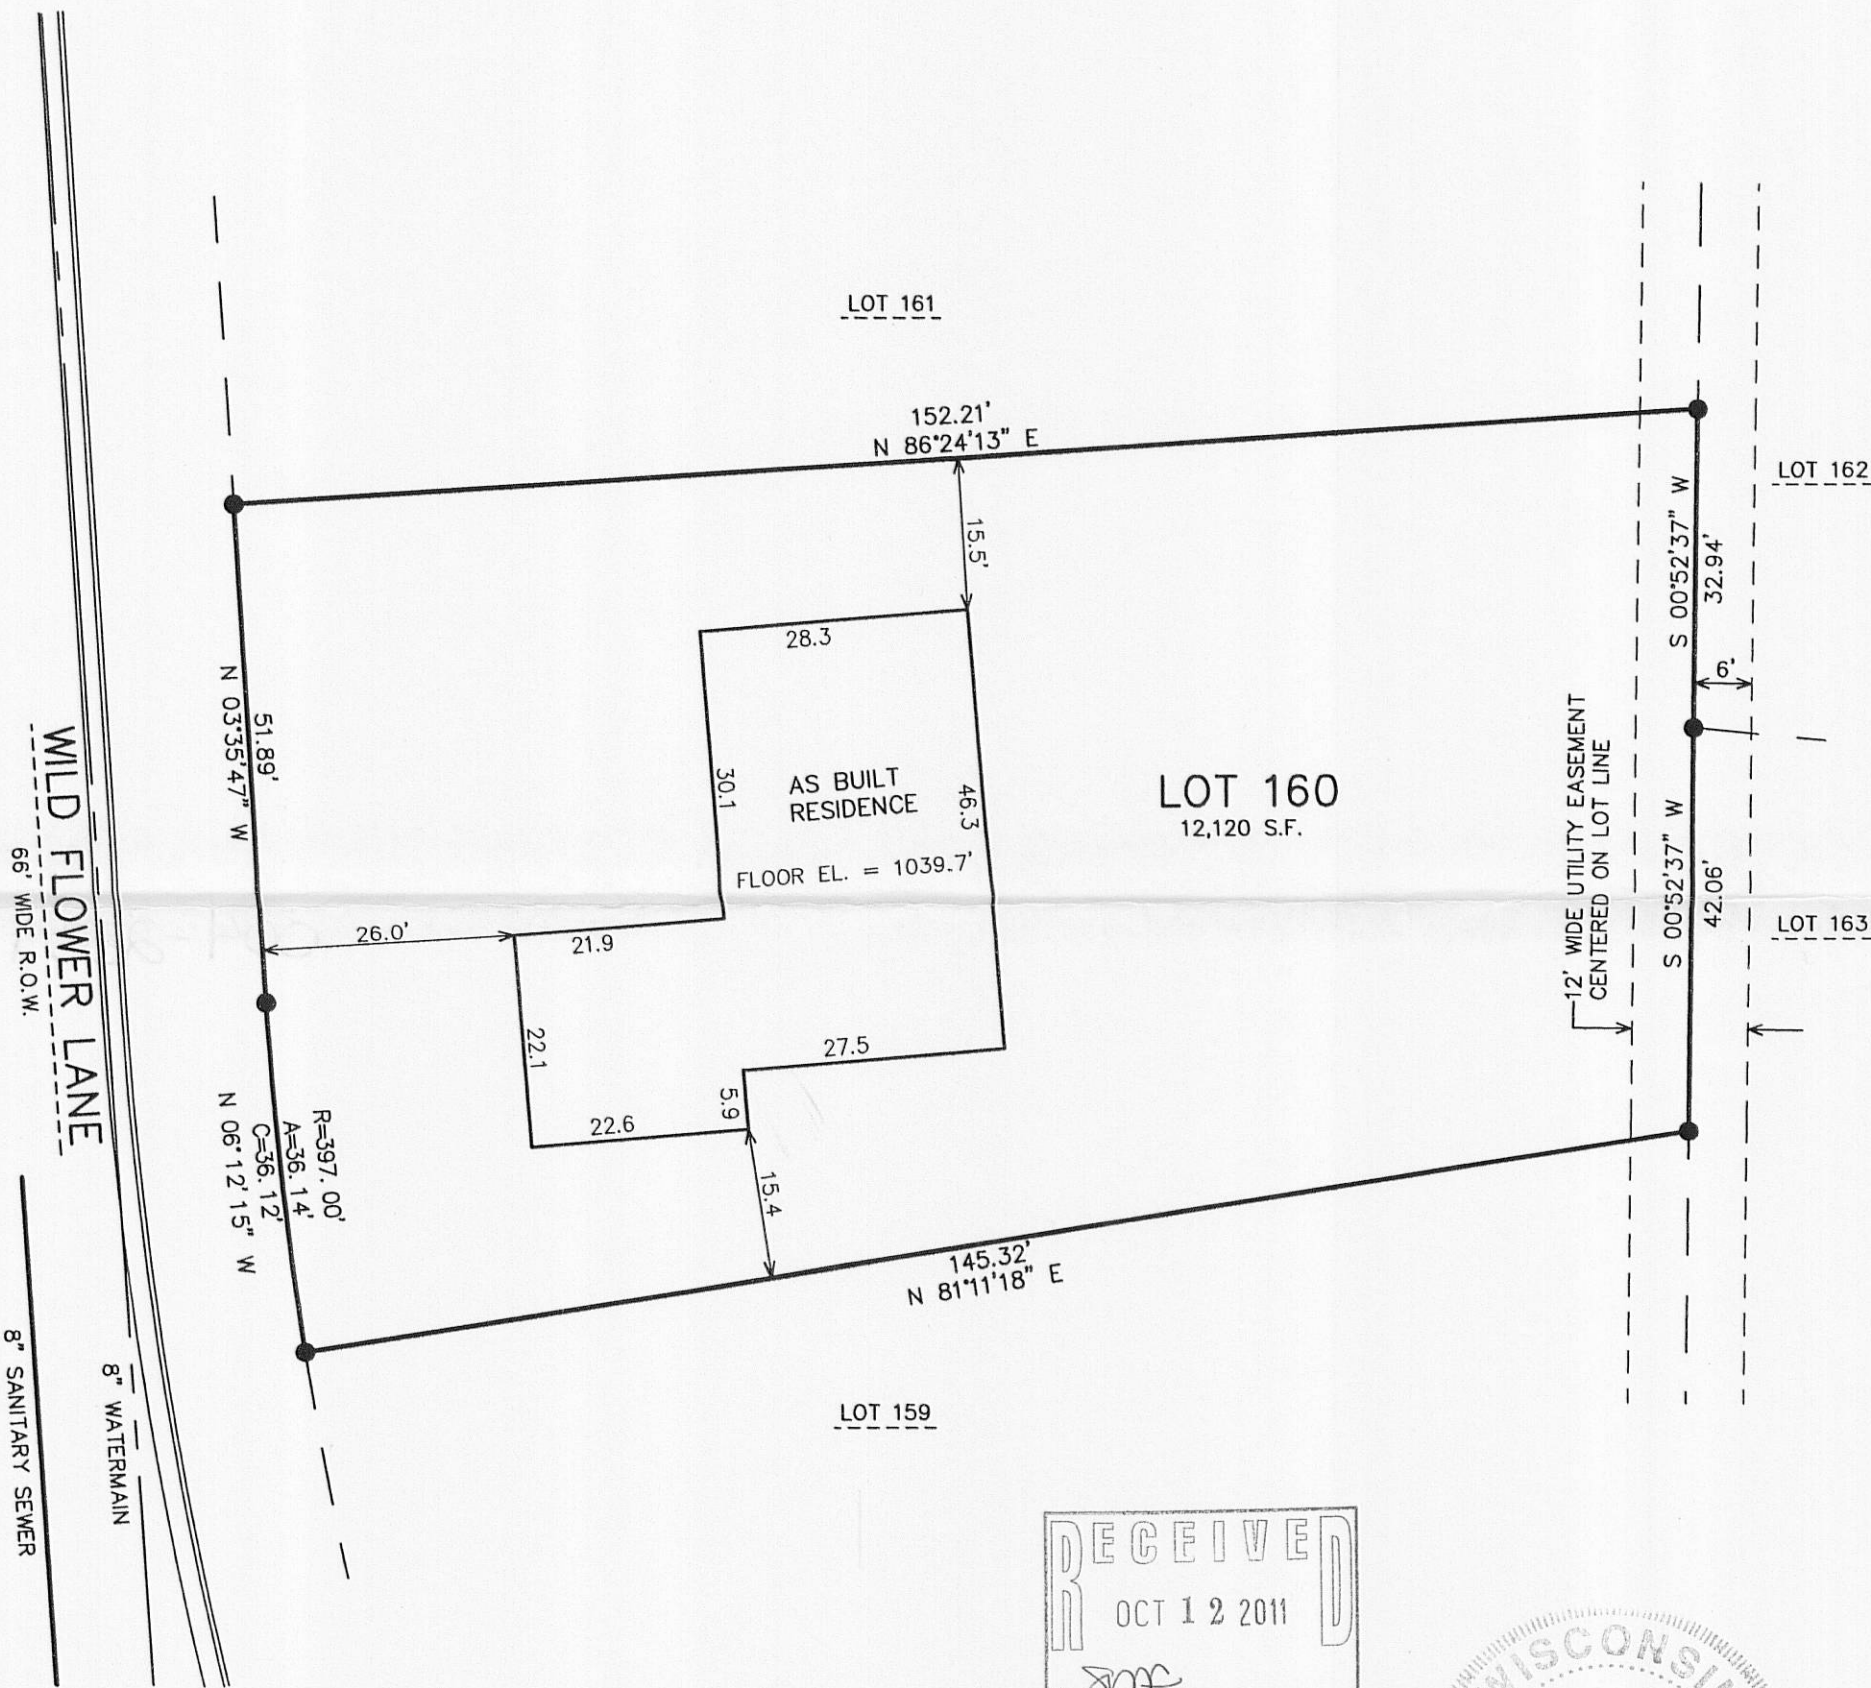 LOT 161
152.21'
N 86°24'13" E
LOT 162
S 00°52'37" W
32.94'
15.5'
28.3
6'
51.89'
N 03°35'47" W
30.1
AS BUILT
RESIDENCE
46.3
FLOOR EL. = 1039.7'
LOT 160
12,120 S.F.
12' WIDE UTILITY EASEMENT
CENTERED ON LOT LINE
S 00°52'37" W
42.06'
LOT 163
WILD FLOWER LANE
66' WIDE R.O.W.
26.0'
21.9
22.1
27.5
5.9
22.6
15.4
R=397.00'
A=36.14'
C=36.12'
N 06°12'15" W
145.32'
N 81°11'18" E
LOT 159
8" WATERMAIN
8" SANITARY SEWER
RECEIVED
OCT 12 2011
WISCONSIN